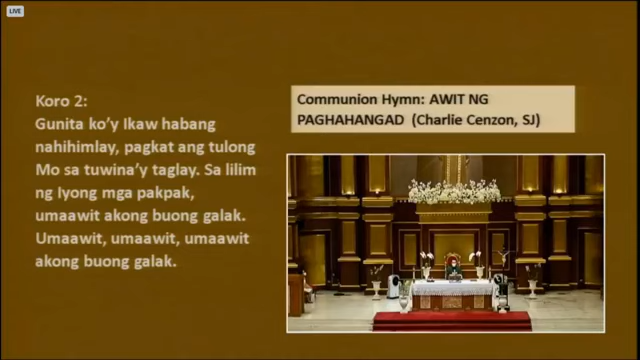 LIVE
Koro 2:
Gunita ko'y Ikaw habang
nahihimlay, pagkat ang tulong
Mo sa tuwina'y taglay. Sa lilim
ng Iyong mga pakpak,
umaawit akong buong galak.
Umaawit, umaawit, umaawit
akong buong galak.
Communion Hymn: AWIT NG
PAGHAHANGAD (Charlie Cenzon, SJ)